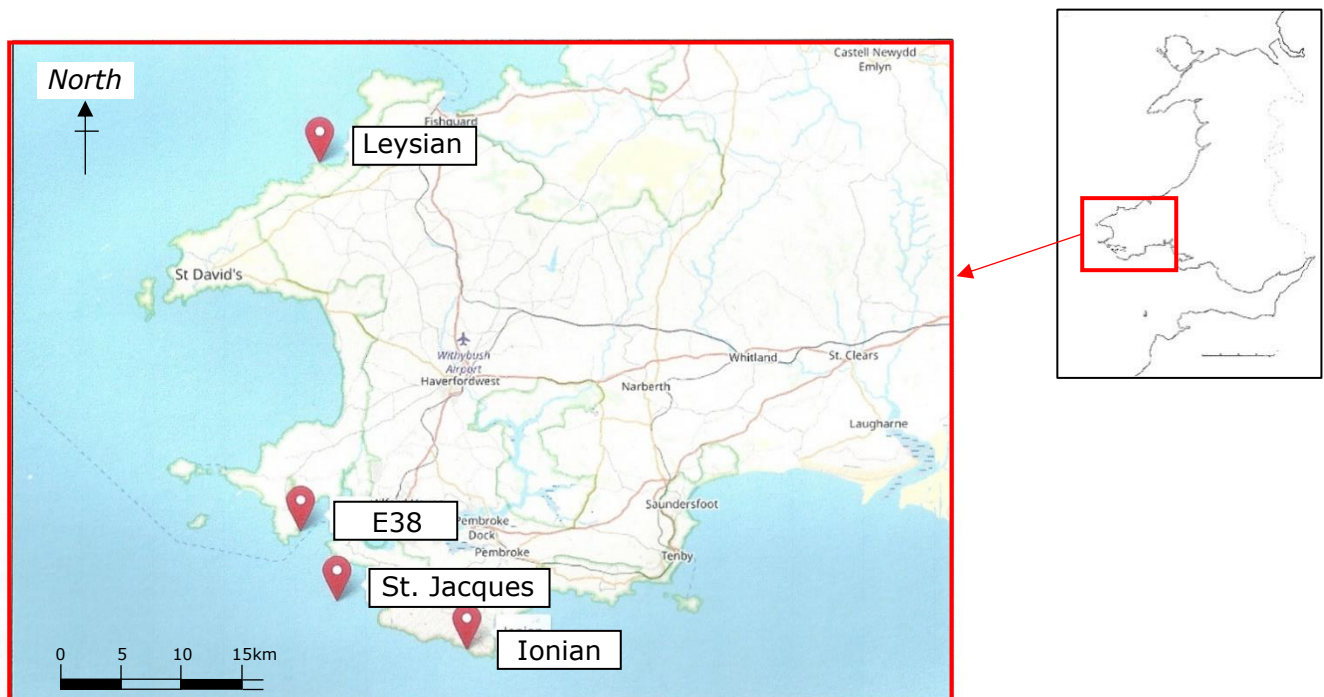 North
Castell Newydd
Emlyn
Fishguard
Leysian
St David's
Withybush
Airport
Haverfordwest
Whitland
St. Clears
Narberth
Laugharne
E38
Pembroke
Dock
Saundersfoot
Pembroke
Tenby
St. Jacques
Ionian
0 5 10 15km